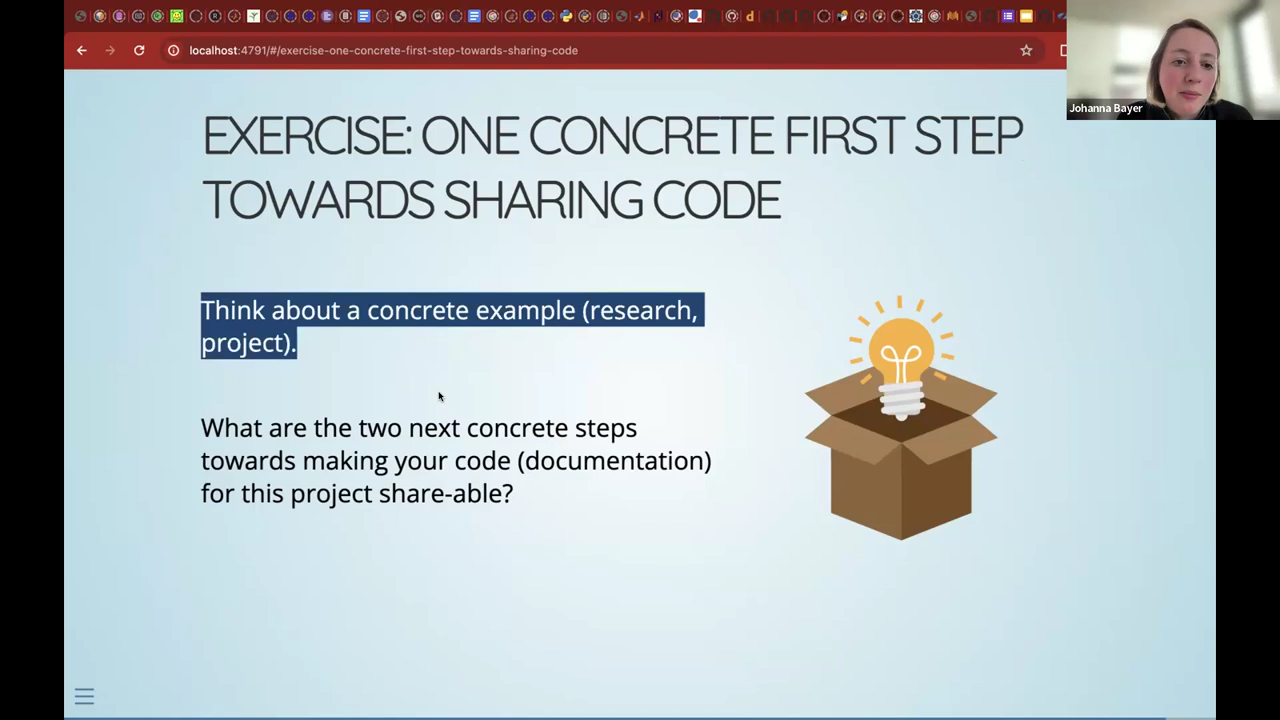 localhost:4791/#/exercise-one-concrete-first-step-towards-sharing-code
Johanna Bayer
EXERCISE: ONE CONCRETE FIRST STEP
TOWARDS SHARING CODE
Think about a concrete example (research,
project).
What are the two next concrete steps
towards making your code (documentation)
for this project share-able?